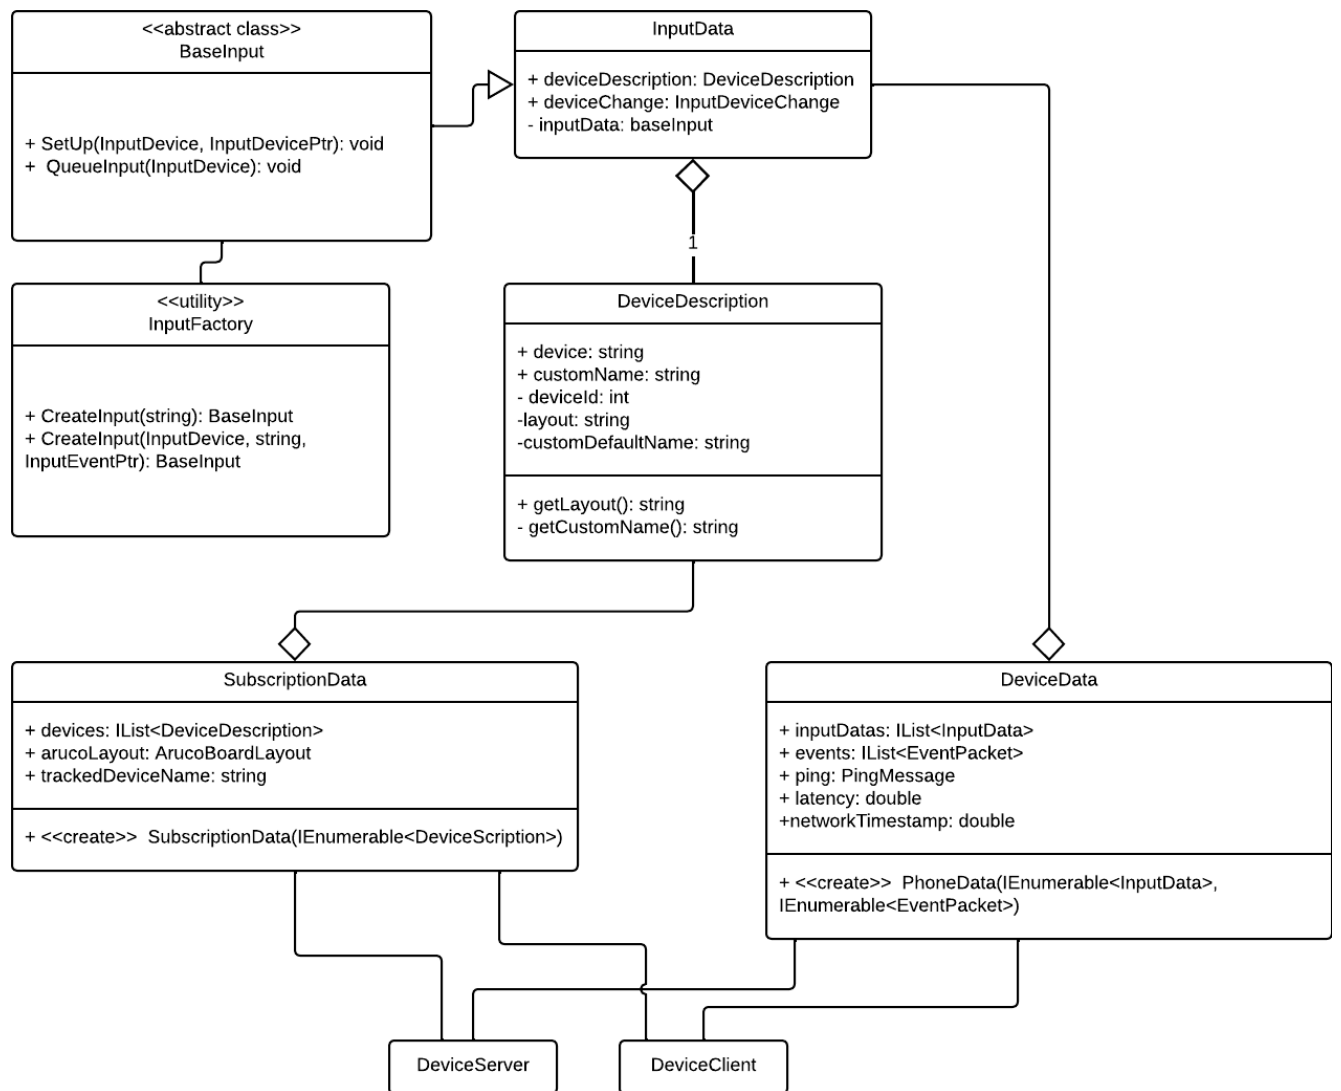 <<abstract class>>
BaseInput
+ SetUp(InputDevice, InputDevicePtr): void
+  QueueInput(InputDevice): void
InputData
+ deviceDescription: DeviceDescription
+ deviceChange: InputDeviceChange
- inputData: baseInput
1
<<utility>>
InputFactory
+ CreateInput(string): BaseInput
+ CreateInput(InputDevice, string,
InputEventPtr): BaseInput
DeviceDescription
+ device: string
+ customName: string
- deviceId: int
-layout: string
-customDefaultName: string
+ getLayout(): string
- getCustomName(): string
SubscriptionData
+ devices: IList<DeviceDescription>
+ arucoLayout: ArucoBoardLayout
+ trackedDeviceName: string
+ <<create>>  SubscriptionData(IEnumerable<DeviceScription>)
DeviceData
+ inputDatas: IList<InputData>
+ events: IList<EventPacket>
+ ping: PingMessage
+ latency: double
+networkTimestamp: double
+ <<create>>  PhoneData(IEnumerable<InputData>,
IEnumerable<EventPacket>)
DeviceServer
DeviceClient